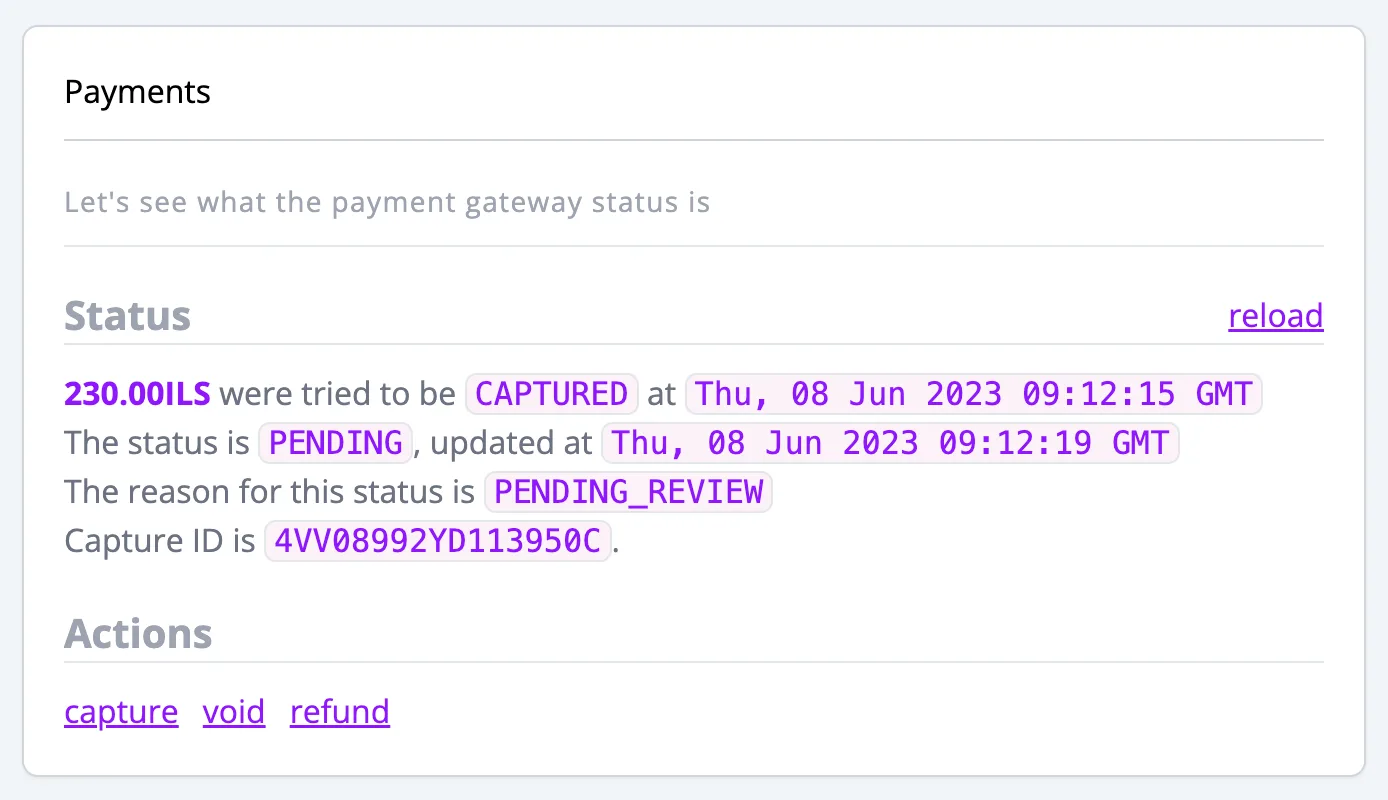 Payments
Let's see what the payment gateway status is
Status
reload
230.00ILS were tried to be CAPTURED at Thu, 08 Jun 2023 09:12:15 GMT
The status is PENDING, updated at Thu, 08 Jun 2023 09:12:19 GMT
The reason for this status is PENDING_REVIEW
Capture ID is 4VV08992YD113950C.
Actions
capture void refund